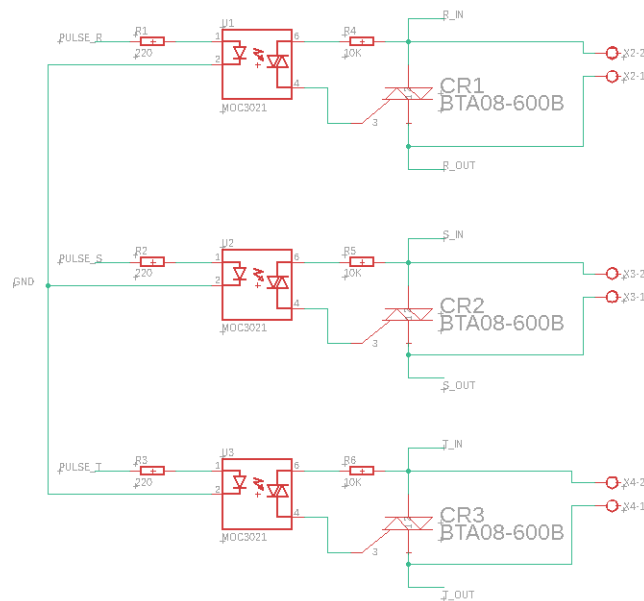 R_IN
U1
PULSE_R
R1
1
6
R4
X2-2
220
2
10K
X2-1
4
CR1
BTA08-600B
MOC3021
3
R_OUT
S_IN
U2
PULSE_S
R2
1
6
R5
X3-2
GND
220
2
10K
X3-1
4
CR2
BTA08-600B
MOC3021
3
S_OUT
T_IN
U3
PULSE_T
R3
1
6
R6
X4-2
220
2
10K
X4-1
4
CR3
BTA08-600B
MOC3021
3
T_OUT